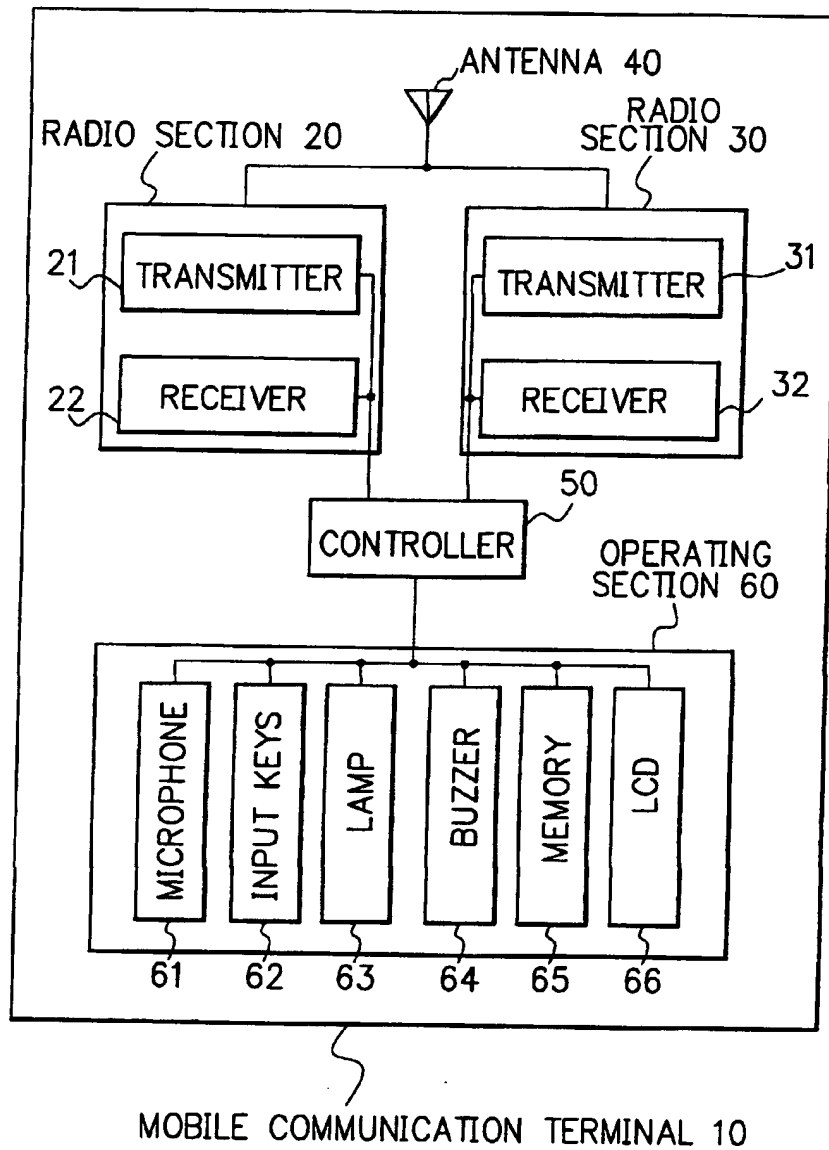 ANTENNA 40
RADIO SECTION 20
RADIO
SECTION 30
21
TRANSMITTER
TRANSMITTER
31
22
RECEIVER
RECEIVER
32
50
CONTROLLER
OPERATING
SECTION 60
MICROPHONE
INPUT KEYS
LAMP
BUZZER
MEMORY
LCD
61
62
63
64
65
66
MOBILE COMMUNICATION TERMINAL 10